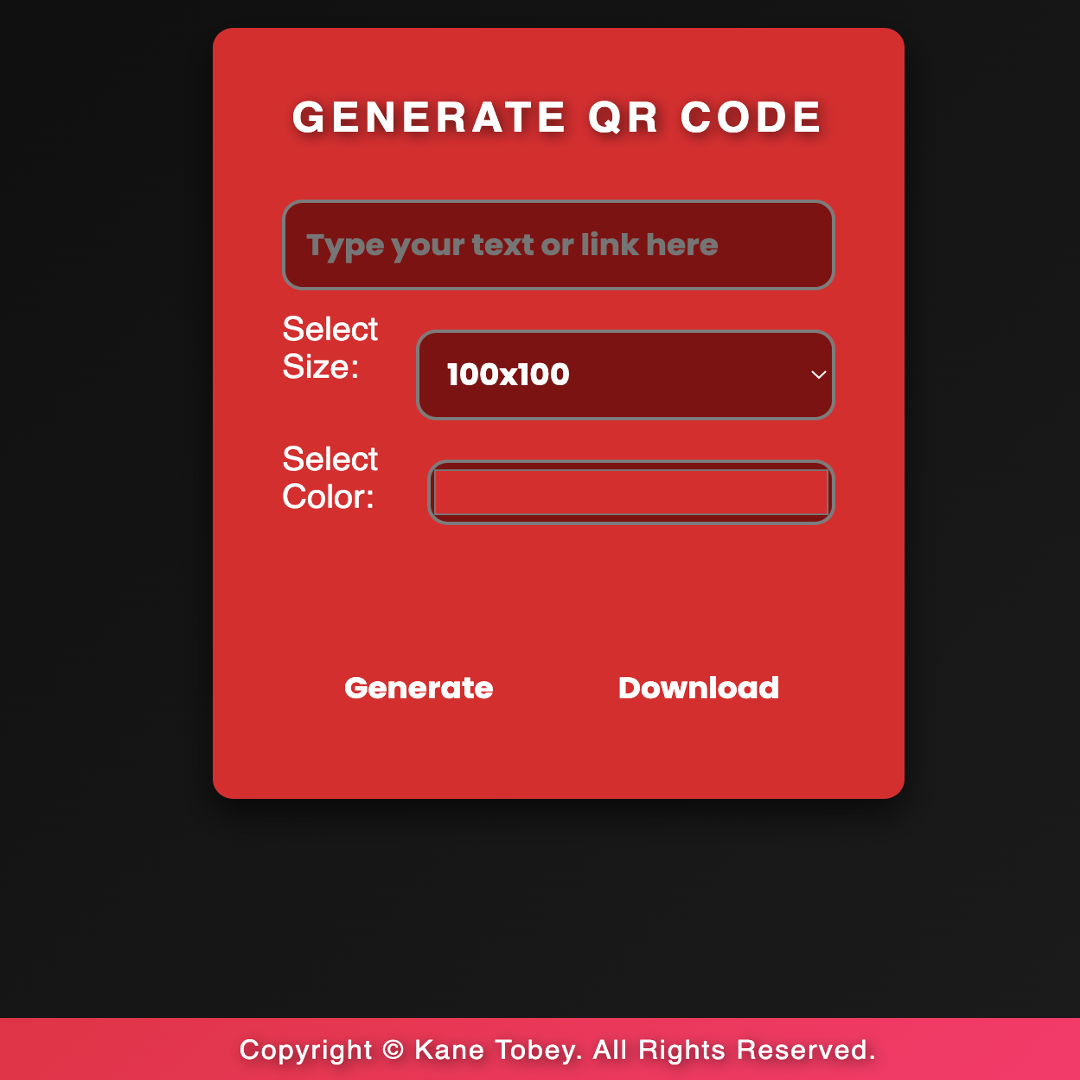 GENERATE QR CODE
Type your text or link here
Select
Size:
100x100
Select
Color:
Generate
Download
Copyright © Kane Tobey. All Rights Reserved.